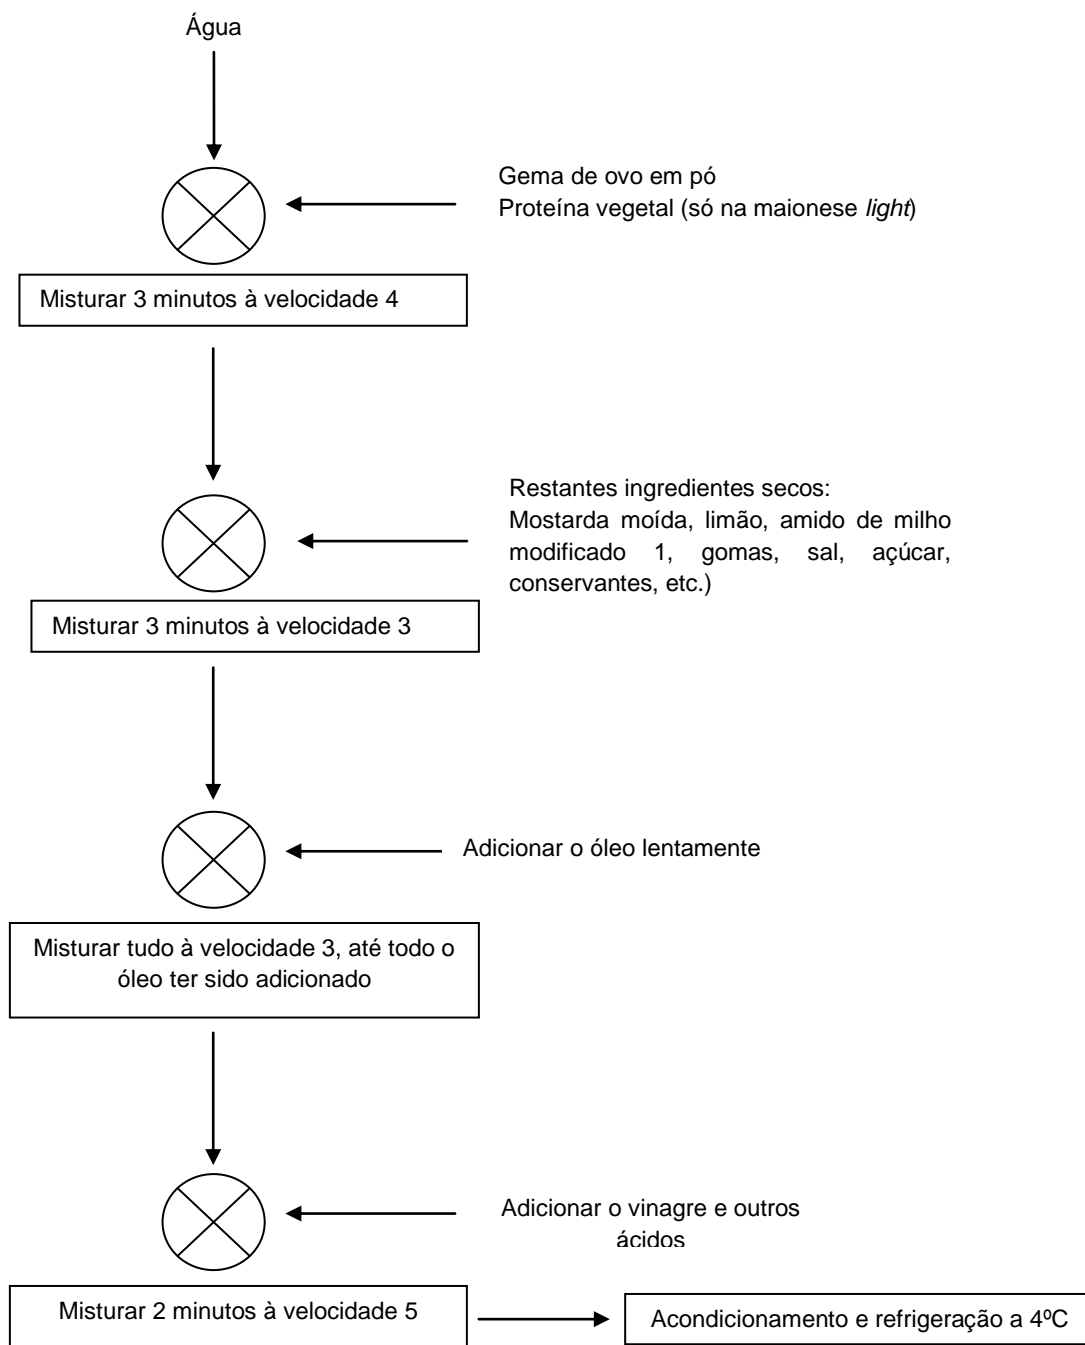 Água
Gema de ovo em pó
Proteína vegetal (só na maionese light)
Misturar 3 minutos à velocidade 4
Restantes ingredientes secos:
Mostarda moída, limão, amido de milho
modificado 1, gomas, sal, açúcar,
conservantes, etc.)
Misturar 3 minutos à velocidade 3
Adicionar o óleo lentamente
Misturar tudo à velocidade 3, até todo o
óleo ter sido adicionado
Adicionar o vinagre e outros
ácidos
Misturar 2 minutos à velocidade 5
Acondicionamento e refrigeração a 4ºC